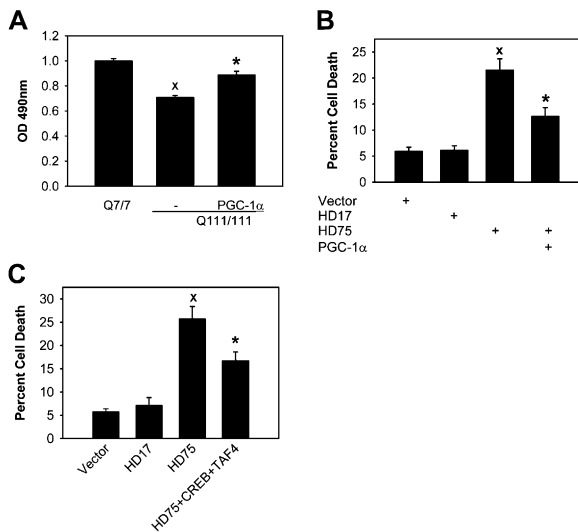 A
OD 490nm
1.2
1.0
0.8
0.6
0.4
0.2
0.0
x
*
Q7/7
-
PGC-1α
Q111/111
B
Percent Cell Death
25
20
15
10
5
0
x
*
Vector +
HD17 +
HD75 + +
PGC-1α +
C
Percent Cell Death
30
25
20
15
10
5
0
x
*
Vector
HD17
HD75
HD75+CREB+TAF4